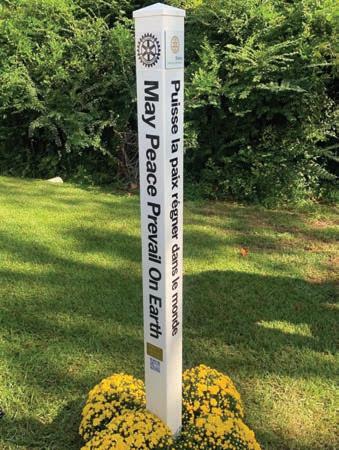 May Peace Prevail On Earth
Puisse la paix régner dans le monde